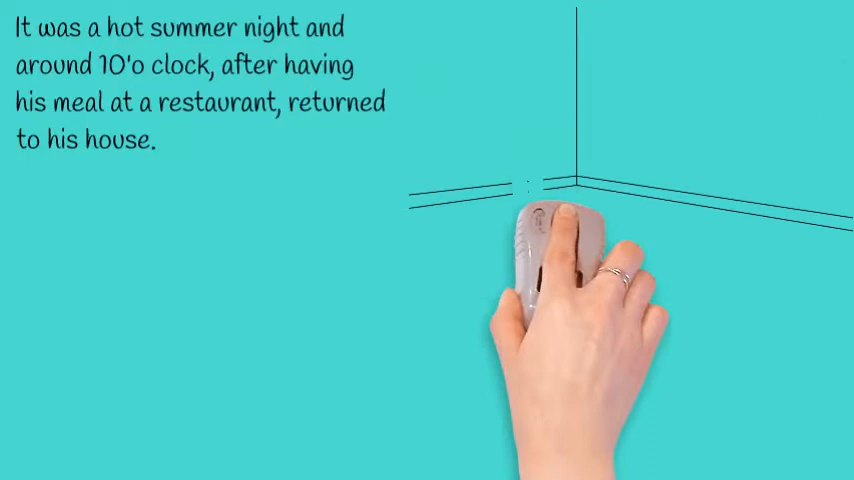 It was a hot summer night and
around 10'o clock, after having
his meal at a restaurant, returned
to his house.